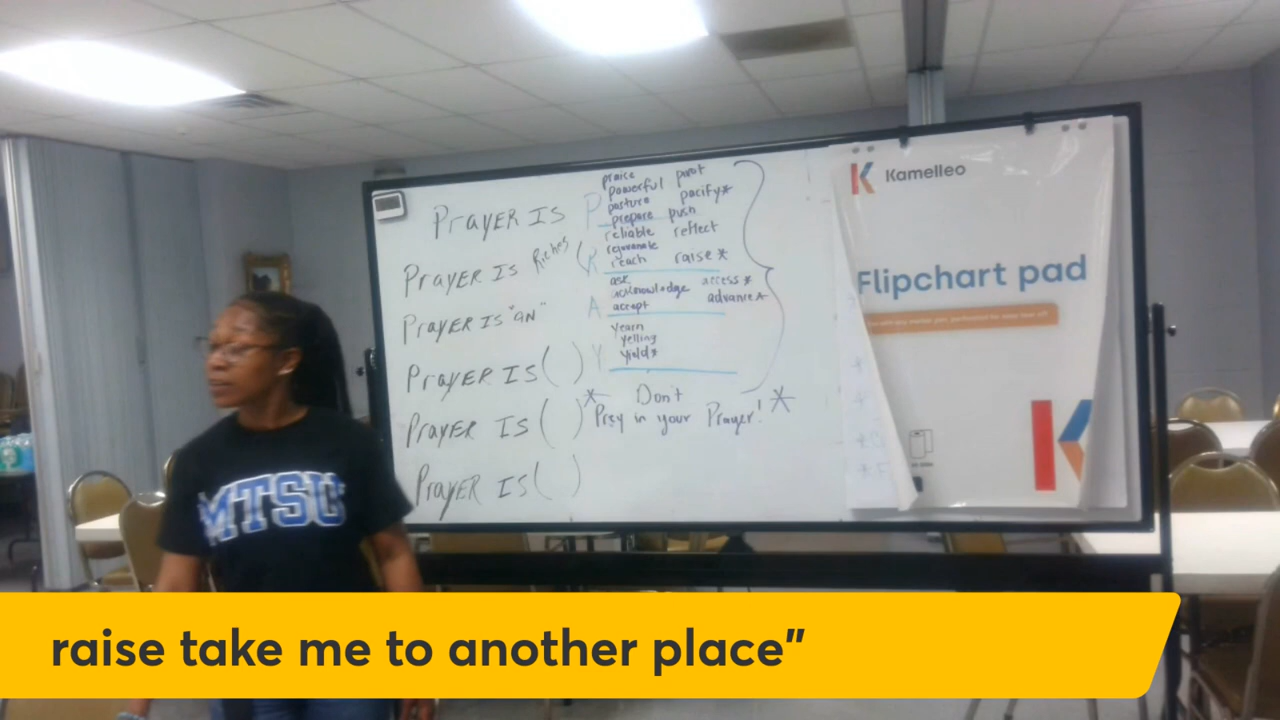 PRAYER IS P
praise pivot
powerful pacify*
posture push
prepare
PRAYER IS Riches (R
reliable reflect
rejuvenate
reach raise*
PRAYER IS "an" A
ask access*
acknowledge advance*
accept
PRAYER IS ( ) Y
yearn
yelling
yield*
PRAYER IS ( )
* Don't
Prey in your Prayer! *
PRAYER IS ( )
Kamelleo
Flipchart pad
MTSU
raise take me to another place”